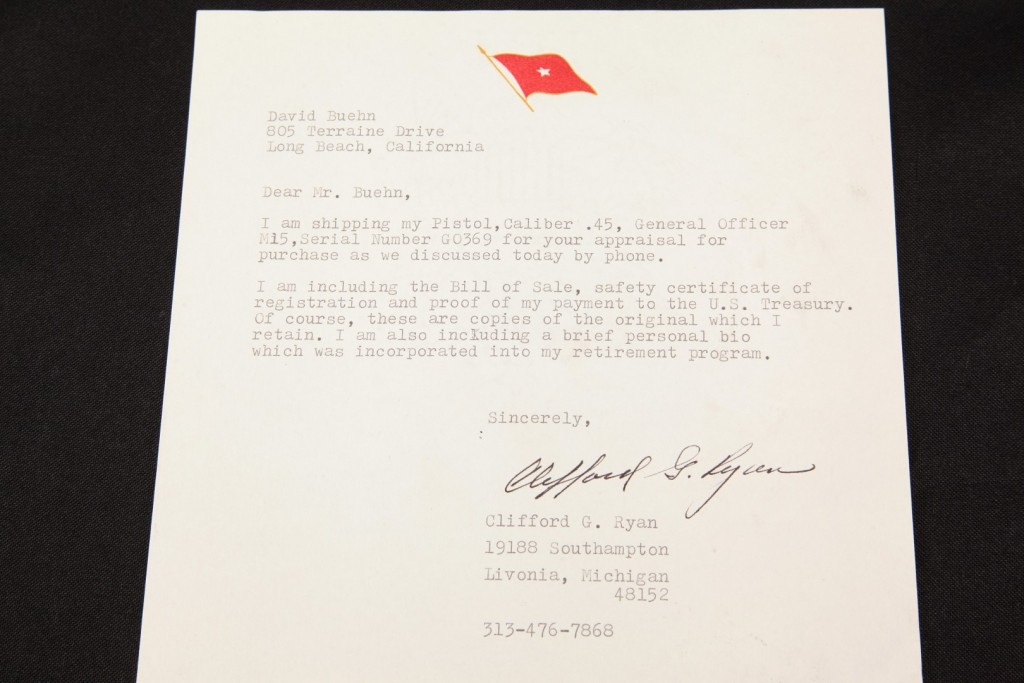 David Buehn
805 Terraine Drive
Long Beach, California
Dear Mr. Buehn,
I am shipping my Pistol,Caliber .45, General Officer
M15,Serial Number GO369 for your appraisal for
purchase as we discussed today by phone.
I am including the Bill of Sale, safety certificate of
registration and proof of my payment to the U.S. Treasury.
Of course, these are copies of the original which I
retain. I am also including a brief personal bio
which was incorporated into my retirement program.
Sincerely,
:
Clifford G. Ryan
Clifford G. Ryan
19188 Southampton
Livonia, Michigan
48152
313-476-7868